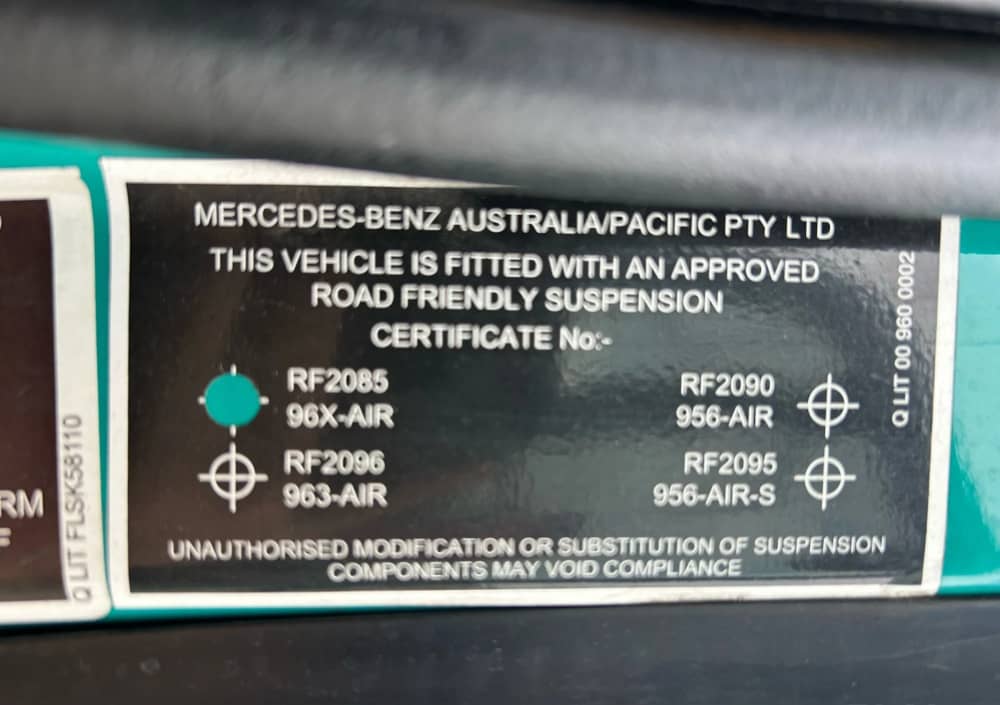 MERCEDES-BENZ AUSTRALIA/PACIFIC PTY LTD
THIS VEHICLE IS FITTED WITH AN APPROVED
ROAD FRIENDLY SUSPENSION
CERTIFICATE No:-
RF2085
96X-AIR
RF2096
963-AIR
RF2090
956-AIR
RF2095
956-AIR-S
UNAUTHORISED MODIFICATION OR SUBSTITUTION OF SUSPENSION
COMPONENTS MAY VOID COMPLIANCE
Q LIT 00 960 0002
Q LIT FLSK58110
RM